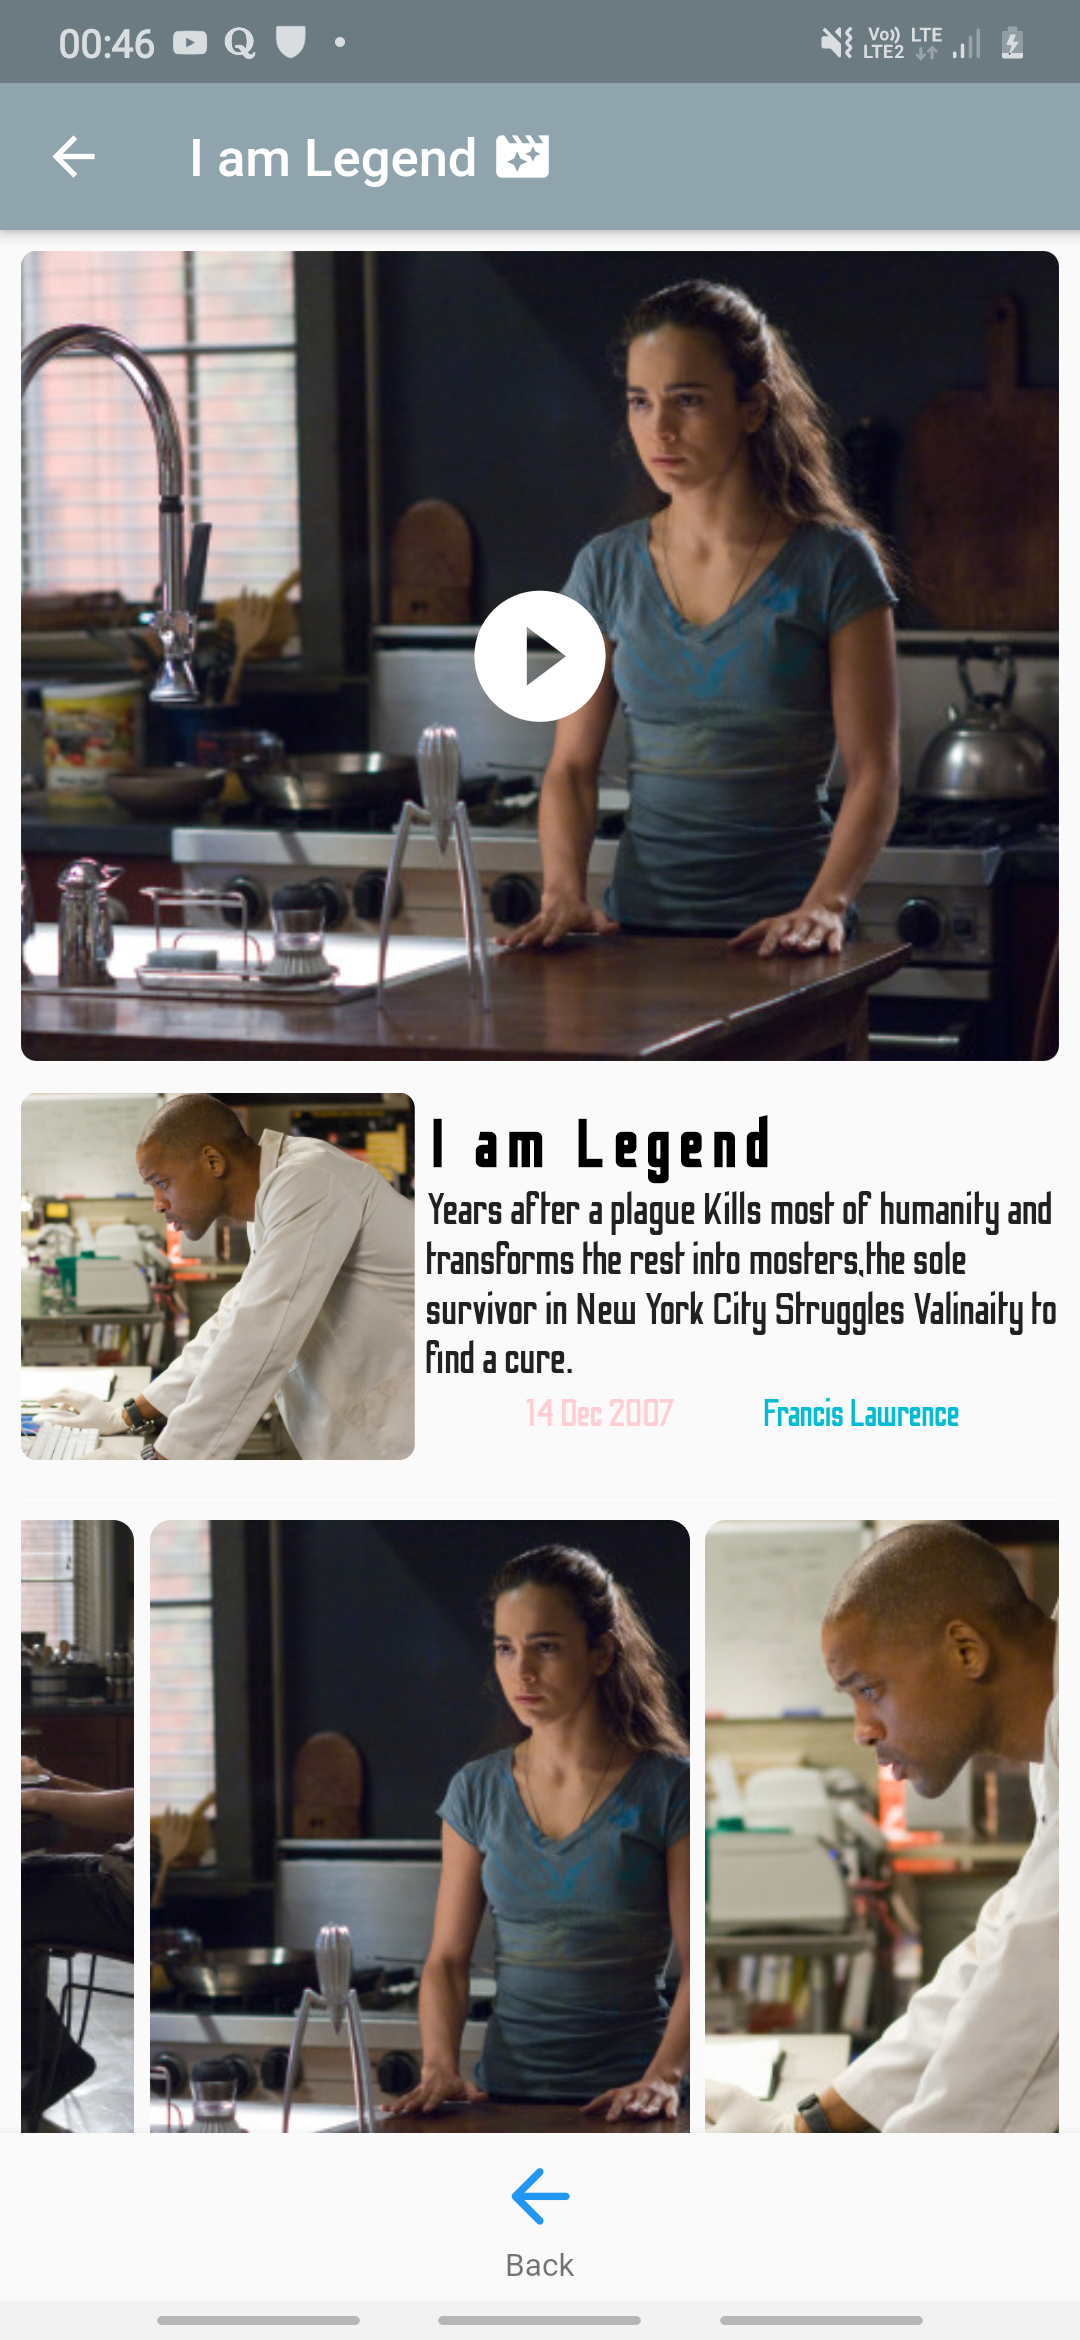 00:46
Vo)) LTE
LTE2
I am Legend
I am Legend
Years after a plague Kills most of humanity and
transforms the rest into mosters,the sole
survivor in New York City Struggles Valinaity to
find a cure.
14 Dec 2007 Francis Lawrence
Back